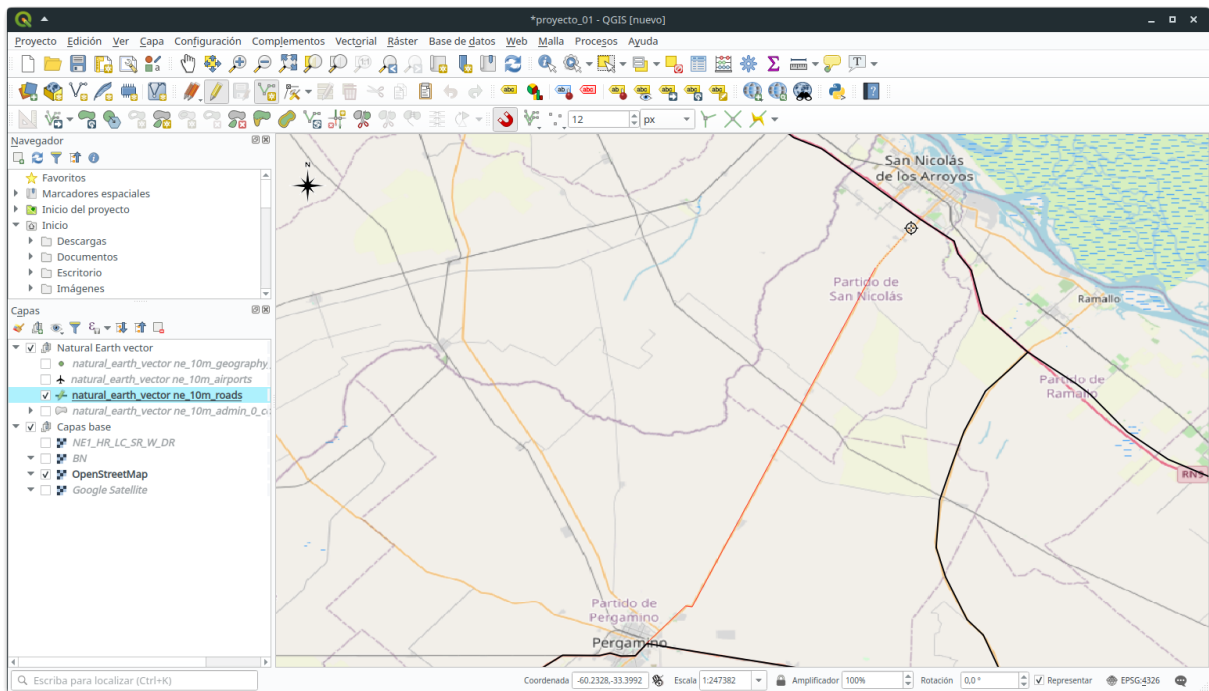 *proyecto_01 - QGIS [nuevo]
Proyecto Edición Ver Capa Configuración Complementos Vectorial Ráster Base de datos Web Malla Procesos Ayuda
12 px
Navegador
Favorites
Marcadores espaciales
Inicio del proyecto
Inicio
Descargas
Documentos
Escritorio
Imágenes
Capas
Natural Earth vector
natural_earth_vector ne_10m_geography
natural_earth_vector ne_10m_airports
natural_earth_vector ne_10m_roads
natural_earth_vector ne_10m_admin_0_c
Capas base
NE1_HR_LC_SR_W_DR
BN
OpenStreetMap
Google Satellite
N
San Nicolás
de los Arroyos
Partido de
San Nicolás
Ramallo
Partido de
Ramallo
RN9
Partido de
Pergamino
Pergamino
Escriba para localizar (Ctrl+K)
Coordenada -60.2328,-33.3992 Escala 1:247382 Amplificador 100% Rotación 0,0 ° Representar EPSG:4326